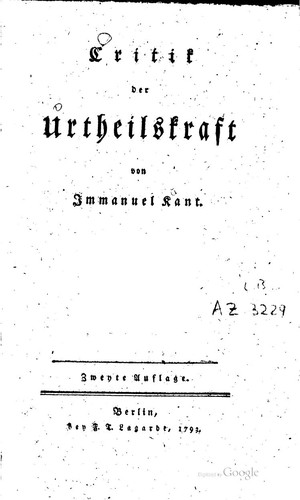 Critik
der
Urtheilskraft
von
Immanuel Kant.
AZ 3229
Zweyte Auflage.
Berlin,
bey F. T. Lagarde, 1793.
Digitized by Google